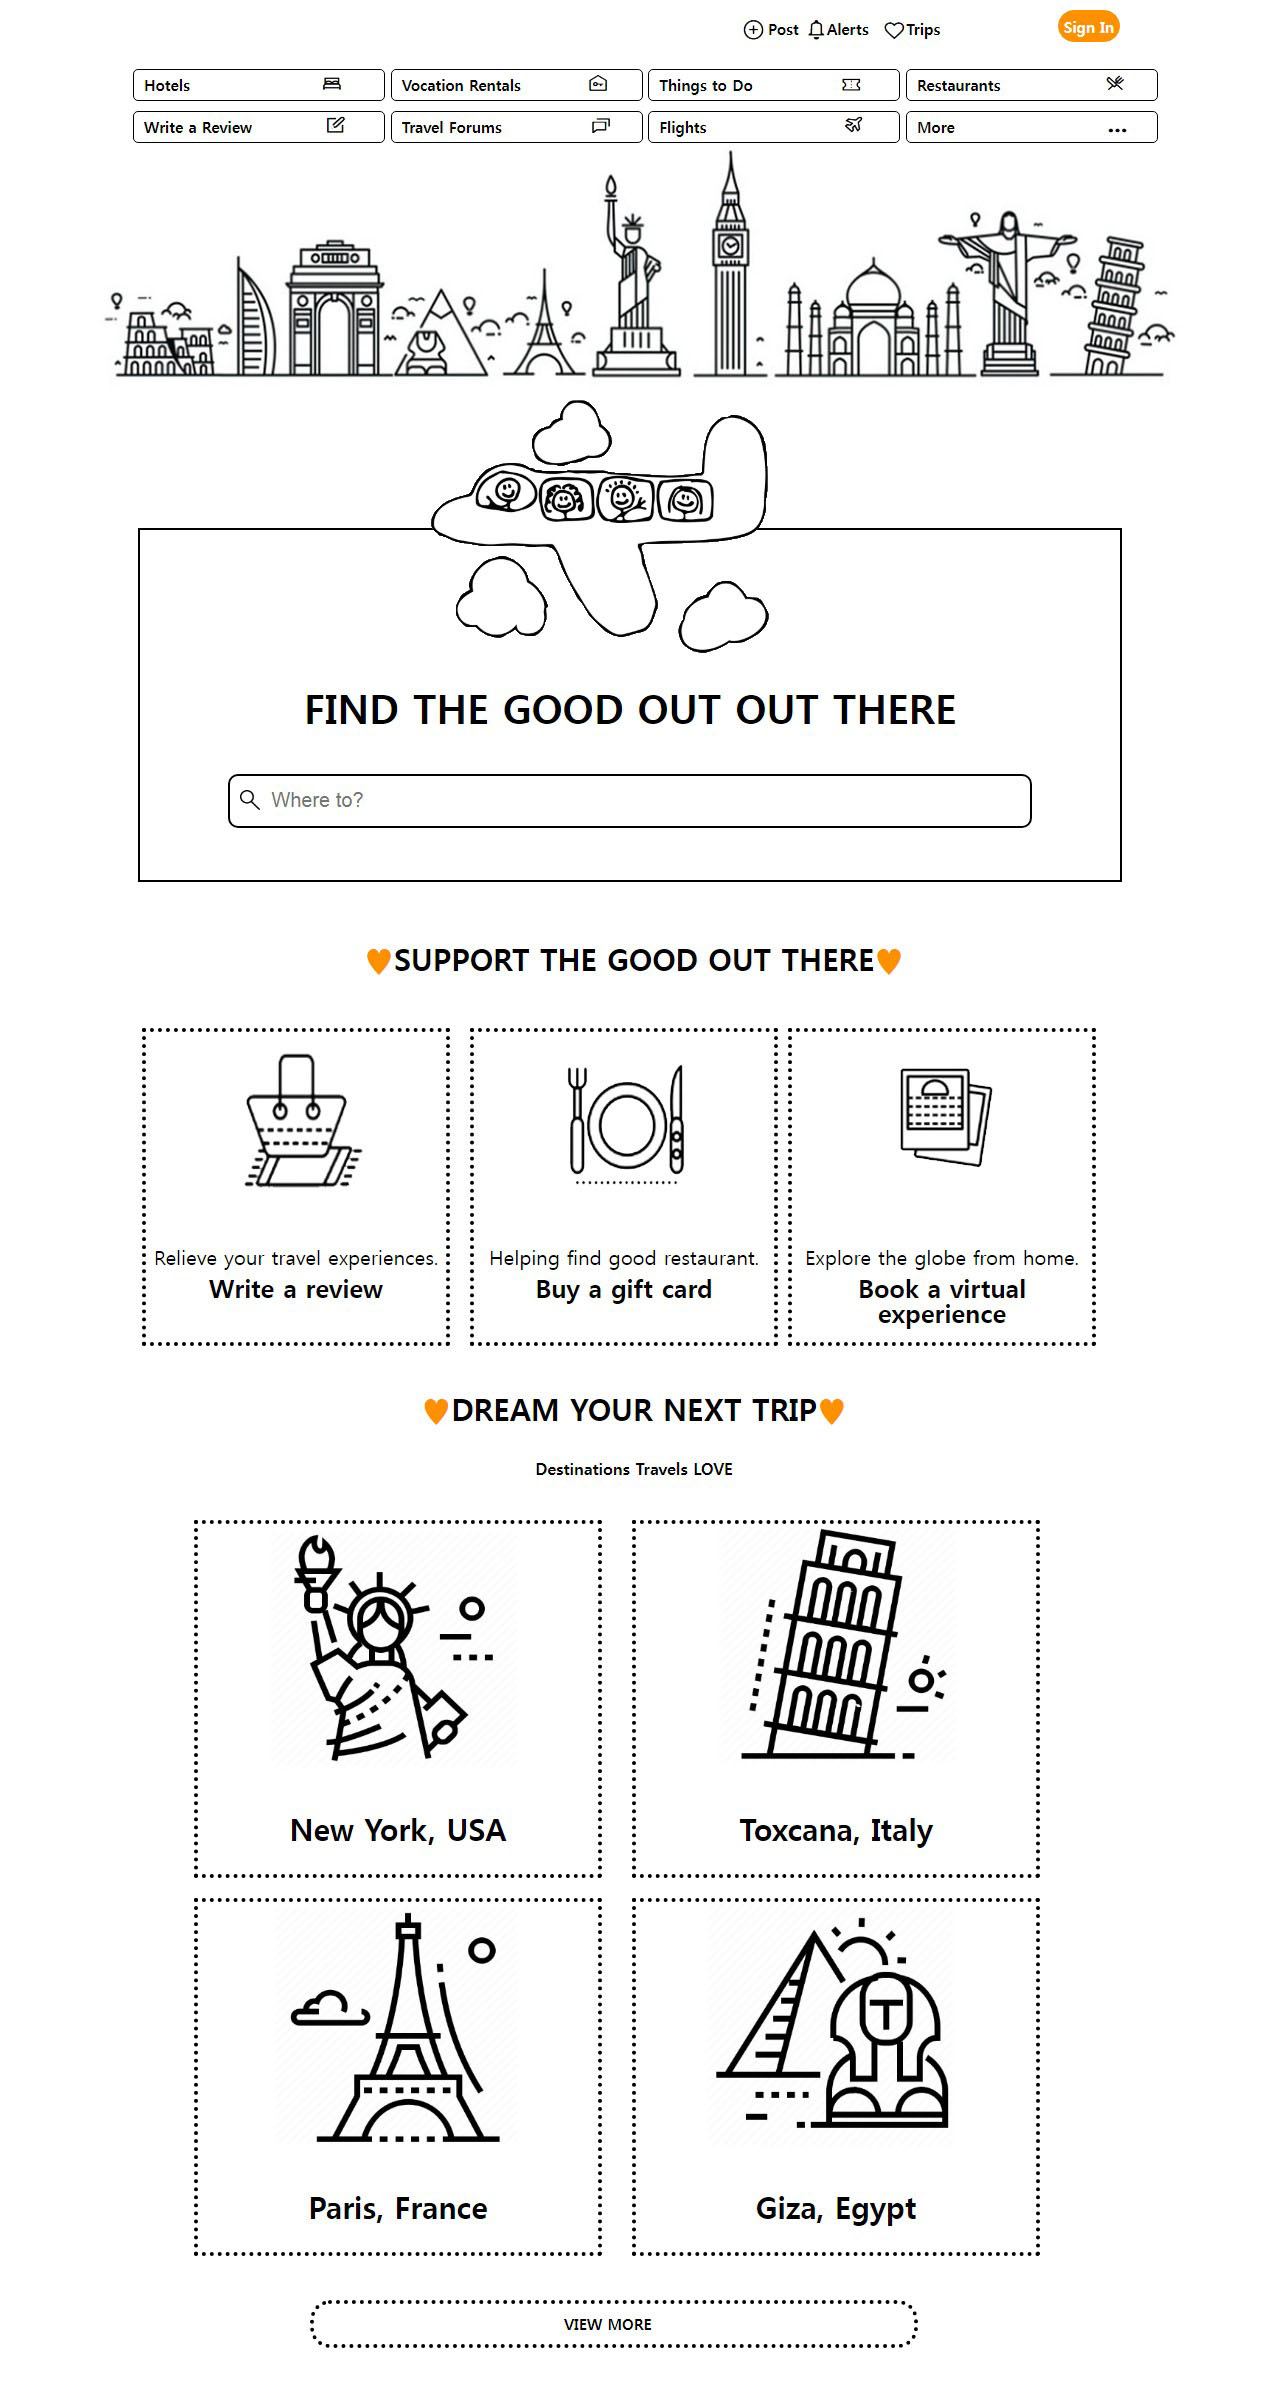 Post Alerts Trips Sign In
Hotels Vocation Rentals Things to Do Restaurants
Write a Review Travel Forums Flights More
FIND THE GOOD OUT OUT THERE
Where to?
SUPPORT THE GOOD OUT THERE
Relieve your travel experiences.
Write a review
Helping find good restaurant.
Buy a gift card
Explore the globe from home.
Book a virtual
experience
DREAM YOUR NEXT TRIP
Destinations Travels LOVE
New York, USA
Toxcana, Italy
Paris, France
Giza, Egypt
VIEW MORE